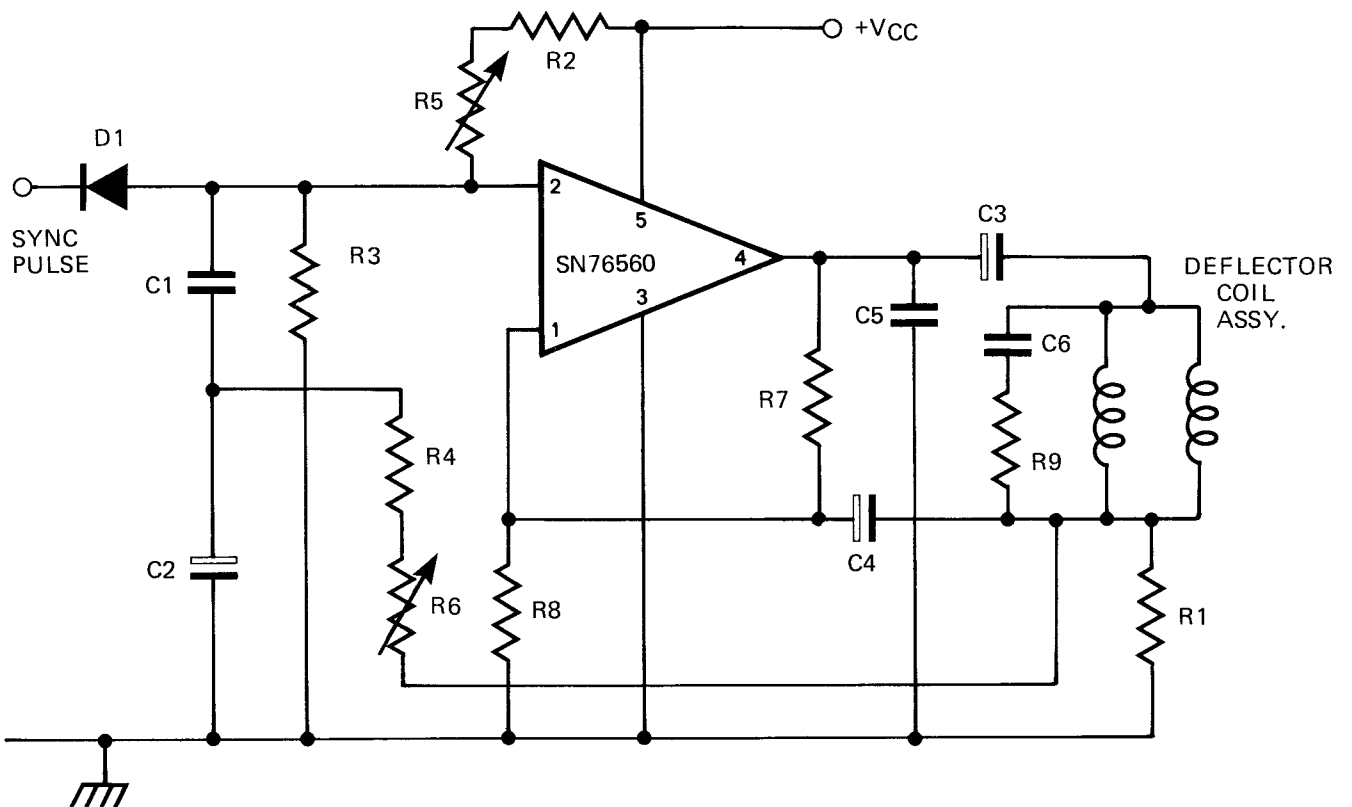 +VCC
R2
R5
D1
SYNC
PULSE
2
5
SN76560
4
3
1
C3
DEFLECTOR
COIL
ASSY.
R3
C1
C5
C6
R7
R4
R9
C4
C2
R6
R8
R1